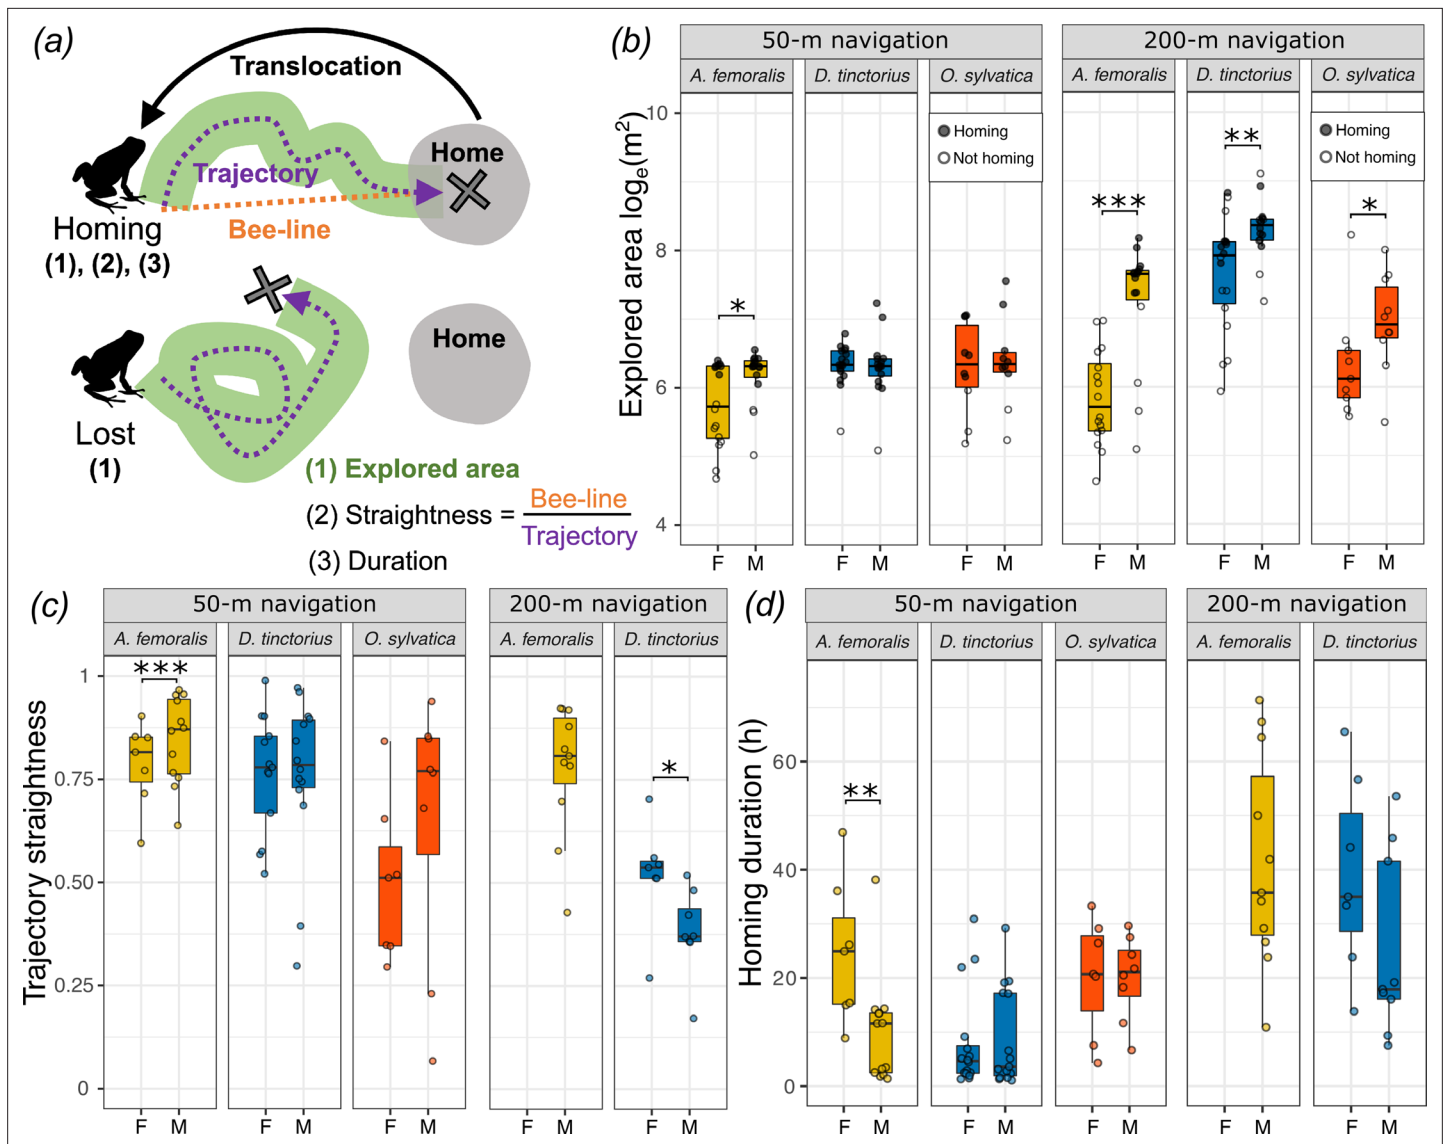 (a)
Translocation
Home
Trajectory
Bee-line
Homing
(1), (2), (3)
Home
Lost
(1)
(1) Explored area
(2) Straightness = Bee-line
Trajectory
(3) Duration
(b)
50-m navigation
200-m navigation
A. femoralis
D. tinctorius
O. sylvatica
A. femoralis
D. tinctorius
O. sylvatica
Explored area logₑ(m²)
10
8
6
4
Homing
Not homing
Homing
Not homing
*
***
**
*
F M F M F M F M F M F M
(c)
50-m navigation
200-m navigation
A. femoralis
D. tinctorius
O. sylvatica
A. femoralis
D. tinctorius
Trajectory straightness
1
0.75
0.50
0.25
0
***
*
F M F M F M F M F M
(d)
50-m navigation
200-m navigation
A. femoralis
D. tinctorius
O. sylvatica
A. femoralis
D. tinctorius
Homing duration (h)
60
40
20
0
**
F M F M F M F M F M